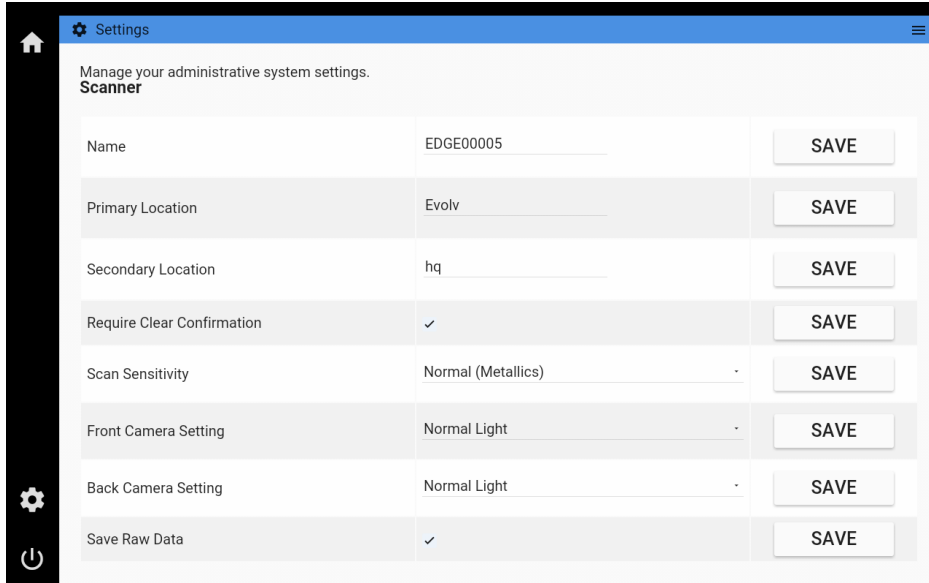 Settings
Manage your administrative system settings.
Scanner
Name EDGE00005 SAVE
Primary Location Evolv SAVE
Secondary Location hq SAVE
Require Clear Confirmation SAVE
Scan Sensitivity Normal (Metallics) SAVE
Front Camera Setting Normal Light SAVE
Back Camera Setting Normal Light SAVE
Save Raw Data SAVE